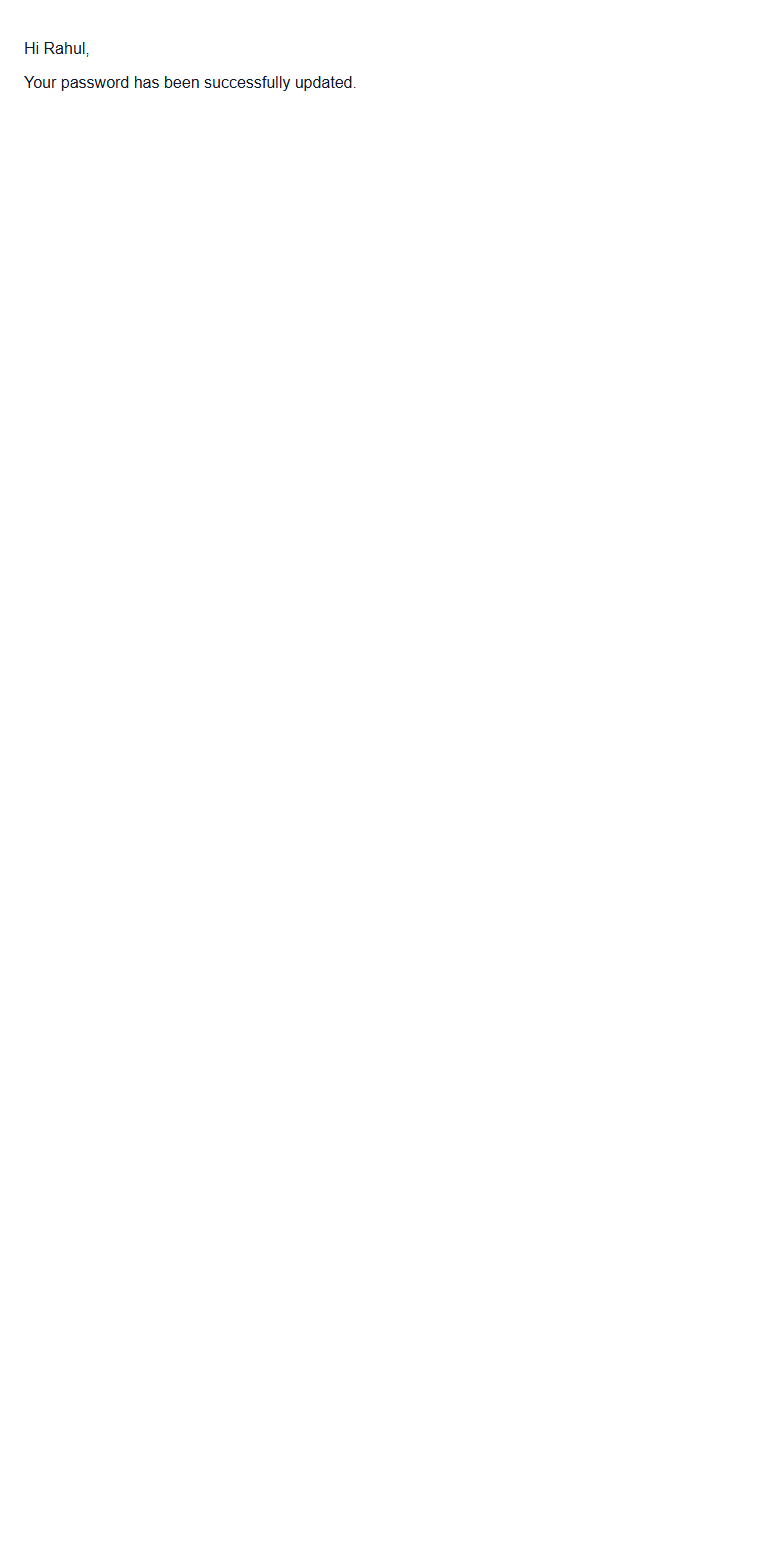 Hi Rahul,
Your password has been successfully updated.